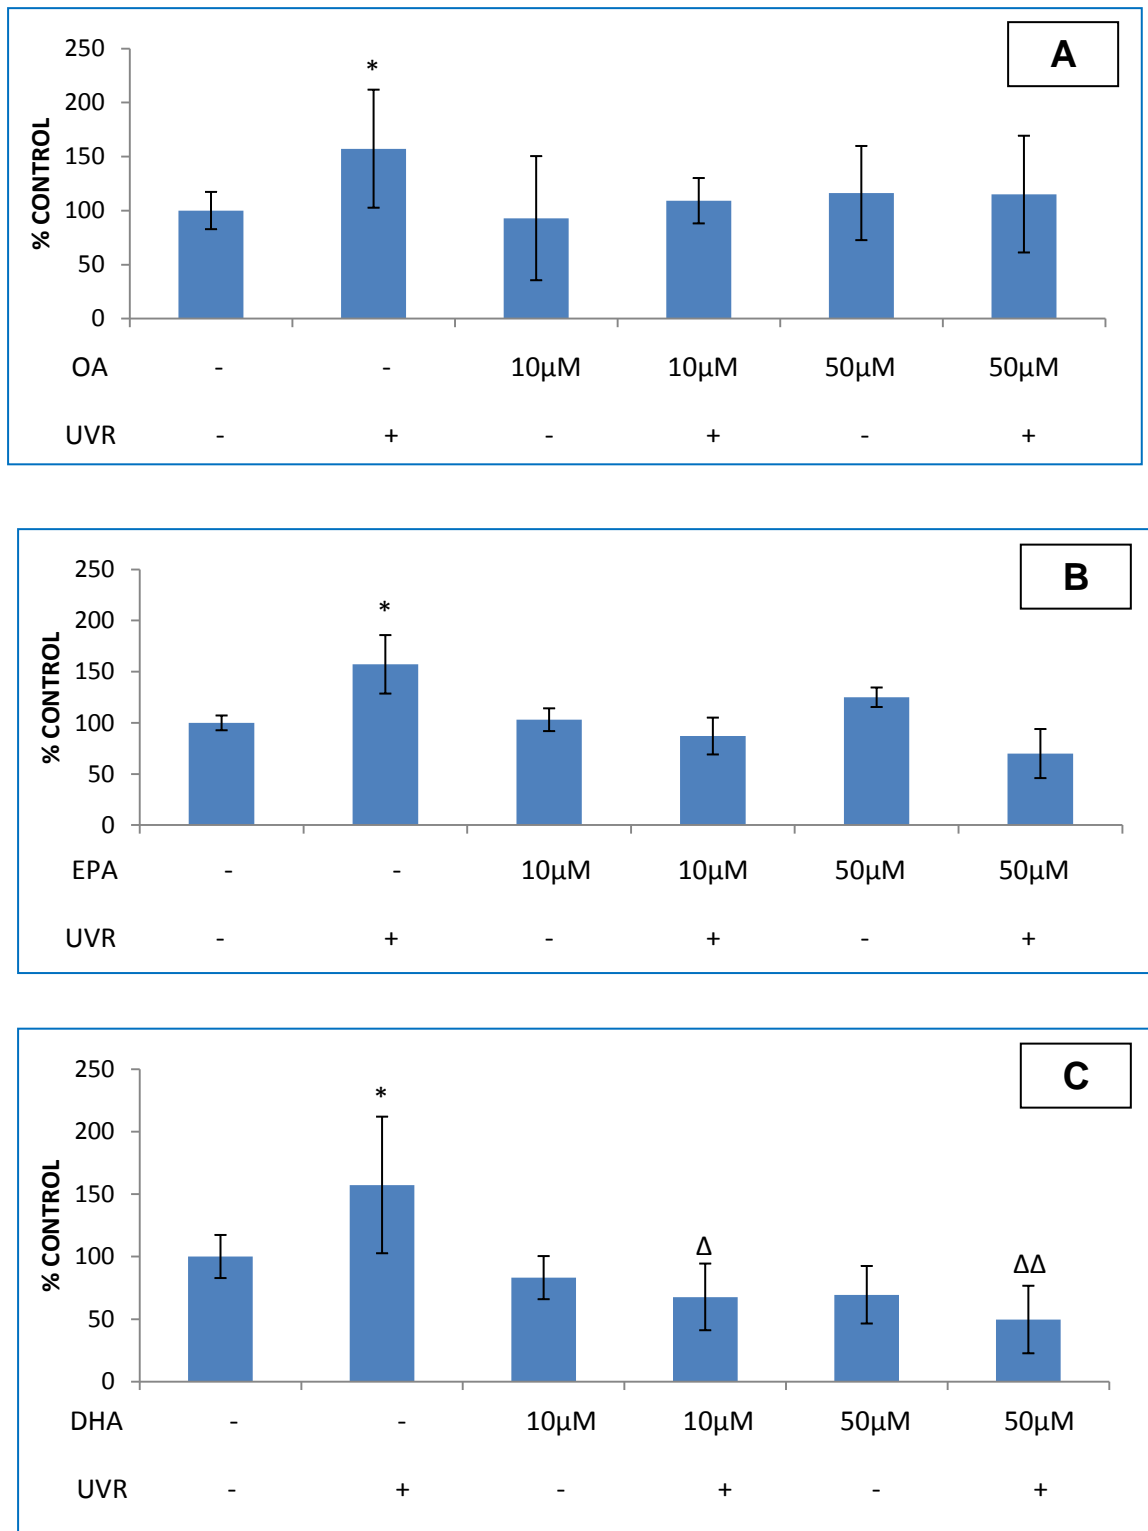 A
250
200
150
100
50
0
% CONTROL
*
OA - - 10µM 10µM 50µM 50µM
UVR - + - + - +
B
250
200
150
100
50
0
% CONTROL
*
EPA - - 10µM 10µM 50µM 50µM
UVR - + - + - +
C
250
200
150
100
50
0
% CONTROL
*
Δ
ΔΔ
DHA - - 10µM 10µM 50µM 50µM
UVR - + - + - +